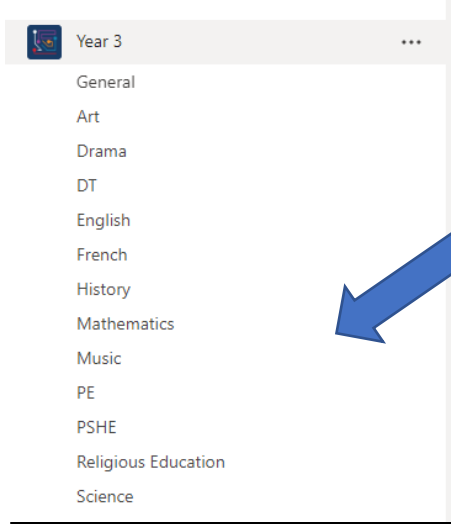 Year 3 ...
General
Art
Drama
DT
English
French
History
Mathematics
Music
PE
PSHE
Religious Education
Science